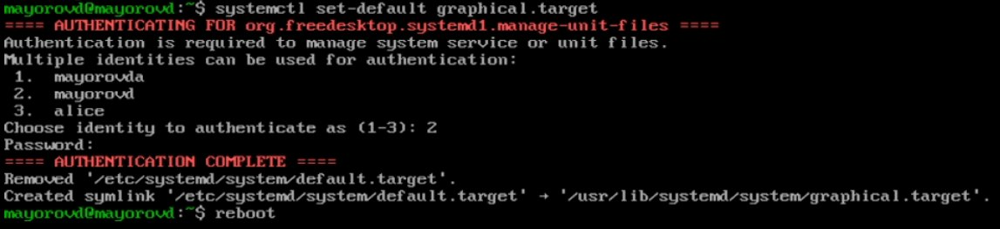 mayorovd@mayorovd:~$ systemctl set-default graphical.target
==== AUTHENTICATING FOR org.freedesktop.systemd1.manage-unit-files ====
Authentication is required to manage system service or unit files.
Multiple identities can be used for authentication:
 1.  mayorovda
 2.  mayorovd
 3.  alice
Choose identity to authenticate as (1-3): 2
Password:
==== AUTHENTICATION COMPLETE ====
Removed '/etc/systemd/system/default.target'.
Created symlink '/etc/systemd/system/default.target' → '/usr/lib/systemd/system/graphical.target'.
mayorovd@mayorovd:~$ reboot